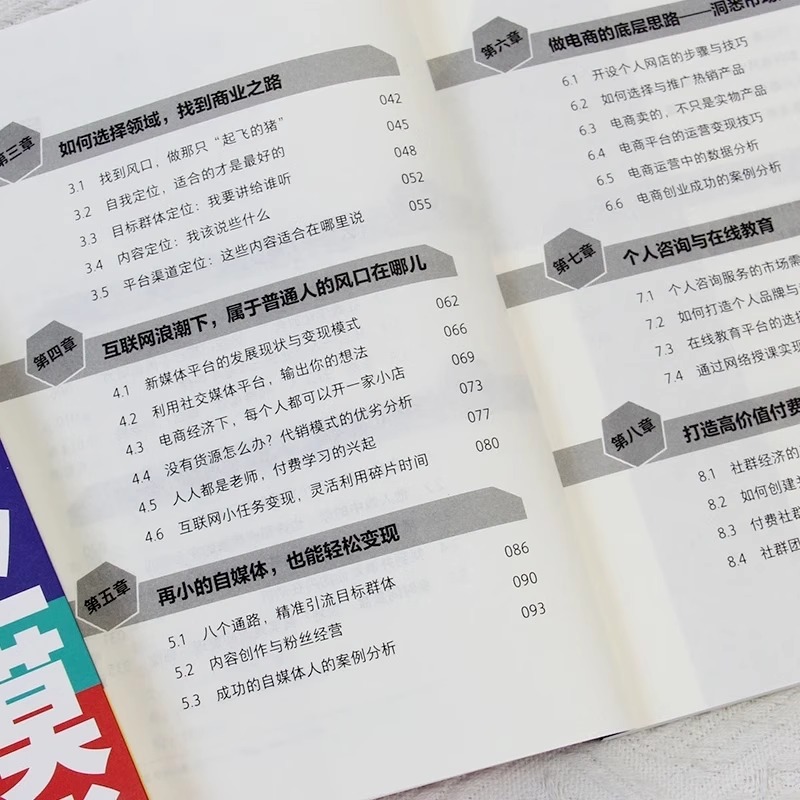 第三章 如何选择领域，找到商业之路
3.1 找到风口，做那只“起飞的猪” 042
3.2 自我定位，适合的才是最好的 045
3.3 目标群体定位：我要讲给谁听 048
3.4 内容定位：我该说些什么 052
3.5 平台渠道定位：这些内容适合在哪里说 055
第四章 互联网浪潮下，属于普通人的风口在哪儿
4.1 新媒体平台的发展现状与变现模式 062
4.2 利用社交媒体平台，输出你的想法 066
4.3 电商经济下，每个人都可以开一家小店 069
4.4 没有货源怎么办？代销模式的优劣分析 073
4.5 人人都是老师，付费学习的兴起 077
4.6 互联网小任务变现，灵活利用碎片时间 080
第五章 再小的自媒体，也能轻松变现
5.1 八个通路，精准引流目标群体 086
5.2 内容创作与粉丝经营 090
5.3 成功的自媒体人的案例分析 093
第六章 做电商的底层思路——洞悉市场
6.1 开设个人网店的步骤与技巧
6.2 如何选择与推广热销产品
6.3 电商卖的，不只是实物产品
6.4 电商平台的运营变现技巧
6.5 电商运营中的数据分析
6.6 电商创业成功的案例分析
第七章 个人咨询与在线教育
7.1 个人咨询服务的市场需
7.2 如何打造个人品牌与
7.3 在线教育平台的选择
7.4 通过网络授课实现
第八章 打造高价值付费
8.1 社群经济的
8.2 如何创建
8.3 付费社群
8.4 社群团
模